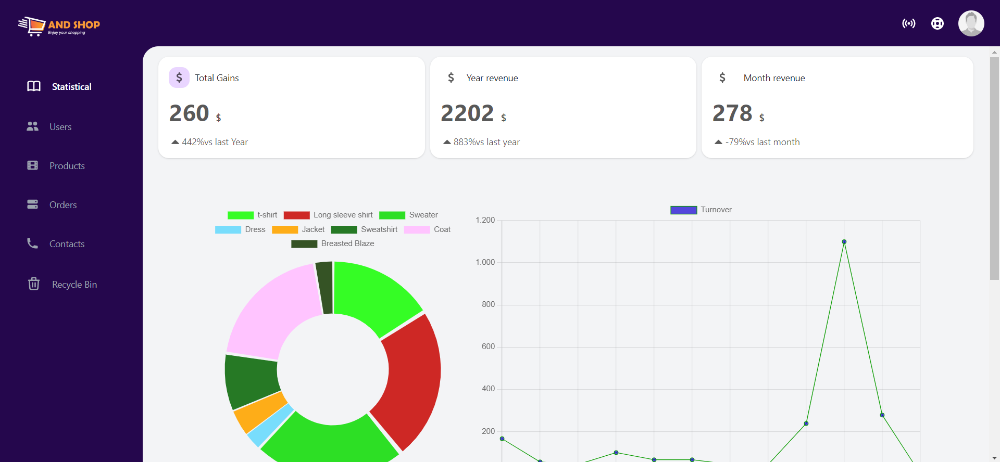 AND SHOP
Enjoy your shopping
Statistical
Users
Products
Orders
Contacts
Recycle Bin
$ Total Gains
260 $
442%vs last Year
$ Year revenue
2202 $
883%vs last year
$ Month revenue
278 $
-79%vs last month
t-shirt Long sleeve shirt Sweater
Dress Jacket Sweatshirt Coat
Breasted Blaze
Turnover
1.200
1.000
800
600
400
200